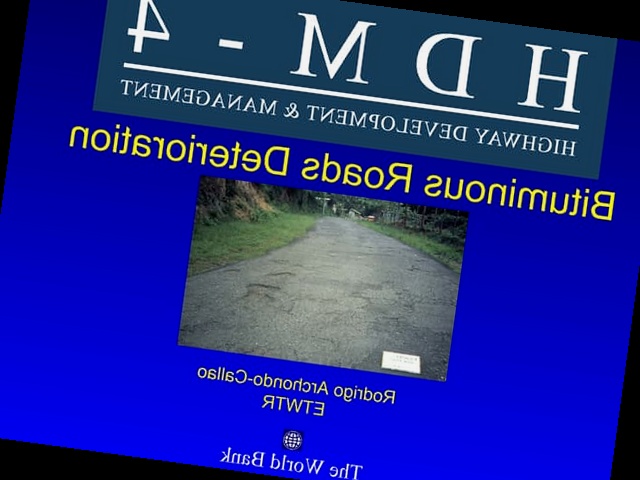 HDM - 4
HIGHWAY DEVELOPMENT & MANAGEMENT
Bituminous Roads Deterioration
Rodrigo Archondo-Callao
ETWTR
The World Bank